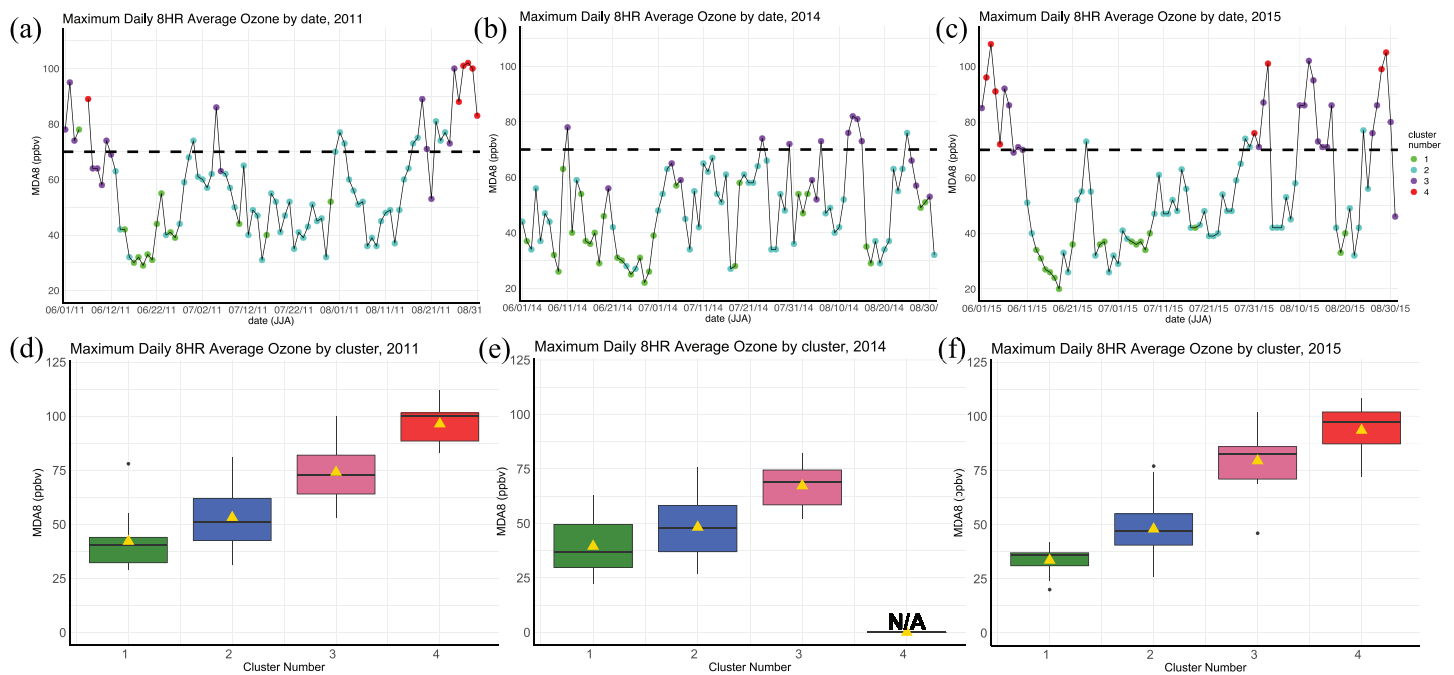 (a)
Maximum Daily 8HR Average Ozone by date, 2011
MDA8 (ppbv)
100
80
60
40
20
06/01/11 06/12/11 06/22/11 07/02/11 07/12/11 07/22/11 08/01/11 08/11/11 08/21/11 08/31
date (JJA)
(b)
Maximum Daily 8HR Average Ozone by date, 2014
MDA8 (ppbv)
100
80
60
40
20
06/01/14 06/11/14 06/21/14 07/01/14 07/11/14 07/21/14 07/31/14 08/10/14 08/20/14 08/30/
date (JJA)
(c)
Maximum Daily 8HR Average Ozone by date, 2015
MDA8 (ppbv)
100
80
60
40
20
06/01/15 06/11/15 06/21/15 07/01/15 07/11/15 07/21/15 07/31/15 08/10/15 08/20/15 08/30/15
date (JJA)
cluster
number
1
2
3
4
(d)
Maximum Daily 8HR Average Ozone by cluster, 2011
MDA8 (ppbv)
125
100
75
50
25
0
1 2 3 4
Cluster Number
(e)
Maximum Daily 8HR Average Ozone by cluster, 2014
MDA8 (ppbv)
125
100
75
50
25
0
N/A
1 2 3 4
Cluster Number
(f)
Maximum Daily 8HR Average Ozone by cluster, 2015
MDA8 (ppbv)
125
100
75
50
25
0
1 2 3 4
Cluster Number